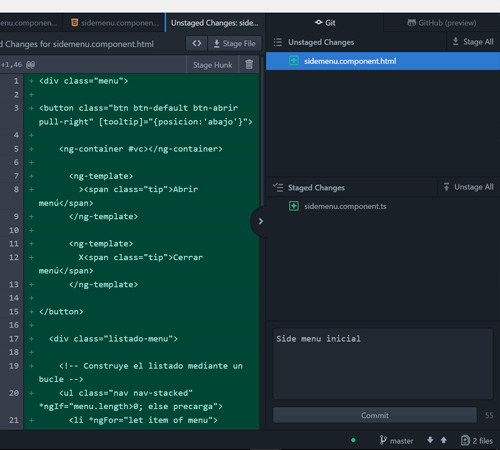 menu.componen...
sidemenu.componen...
Unstaged Changes: side...
Git
GitHub (preview)
d Changes for sidemenu.component.html
<> Stage File
Unstaged Changes
Stage All
+1,46 @@
Stage Hunk
sidemenu.component.html
1 + <div class="menu">
2 +
3 + <button class="btn btn-default btn-abrir
pull-right" [tooltip]="{posicion:'abajo'}">
4 +
5 + <ng-container #vc></ng-container>
6 +
7 + <ng-template>
8 + ><span class="tip">Abrir
menú</span>
9 + </ng-template>
10 +
11 + <ng-template>
12 + X<span class="tip">Cerrar
menú</span>
13 + </ng-template>
14 +
15 + </button>
16 +
17 + <div class="listado-menu">
18 +
19 + <!-- Construye el listado mediante un
bucle -->
20 + <ul class="nav nav-stacked"
*ngIf="menu.length>0; else precarga">
21 + <li *ngFor="let item of menu">
Staged Changes
Unstage All
sidemenu.component.ts
Side menu inicial
Commit
55
master
2 files